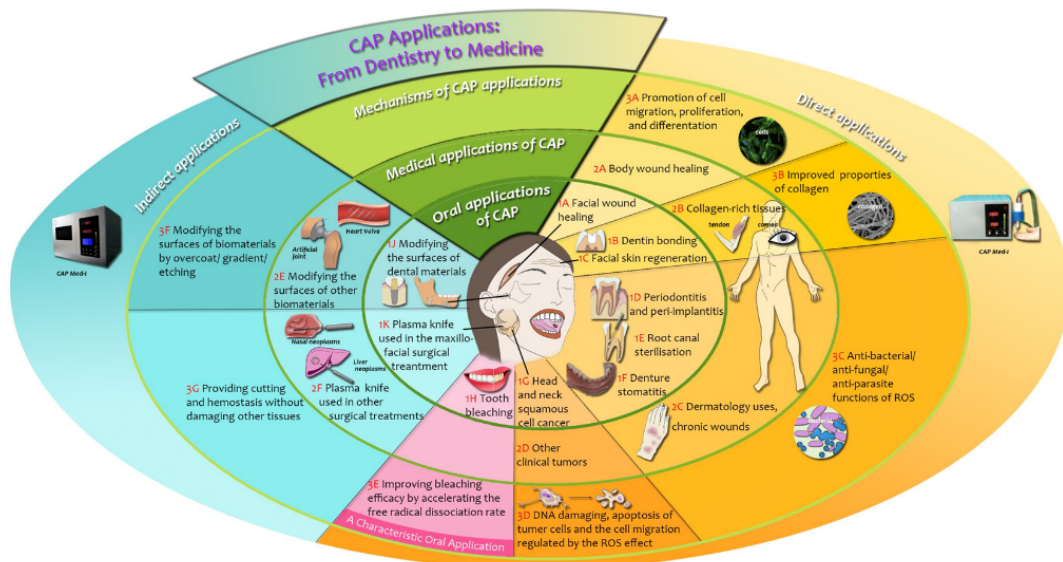 CAP Applications:
From Dentistry to Medicine
Mechanisms of CAP applications
Medical applications of CAP
Oral applications
of CAP
Indirect applications
Direct applications
3A Promotion of cell
migration, proliferation,
and differentation
cells
2A Body wound healing
3B Improved proporties
of collagen
collagen
1A Facial wound
healing
2B Collagen-rich tissues
tendon
cornea
1B Dentin bonding
1C Facial skin regeneration
CAP Med-I
CAP Med-I
3F Modifying the
surfaces of biomaterials
by overcoat/ gradient/
etching
Heart valve
Artificial
joint
2E Modifying the
surfaces of other
biomaterials
1J Modifying
the surfaces of
dental materials
1D Periodontitis
and peri-implantitis
1K Plasma knife
used in the maxillo-
facial surgical
treantment
1E Root canal
sterilisation
Nasal neoplasms
Liver
neoplasms
3G Providing cutting
and hemostasis without
damaging other tissues
2F Plasma knife
used in other
surgical treatments
1H Tooth
bleaching
1G Head
and neck
squamous
cell cancer
1F Denture
stomatitis
3C Anti-bacterial/
anti-fungal/
anti-parasite
functions of ROS
2C Dermatology uses,
chronic wounds
2D Other
clinical tumors
3E Improving bleaching
efficacy by accelerating the
free radical dissociation rate
A Characteristic Oral Application
3D DNA damaging, apoptosis of
tumer cells and the cell migration
regulated by the ROS effect